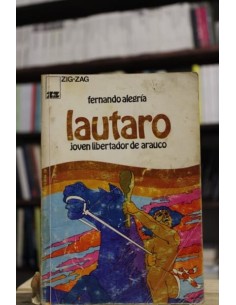 ZIG-ZAG
fernando alegría
lautaro
joven libertador de arauco